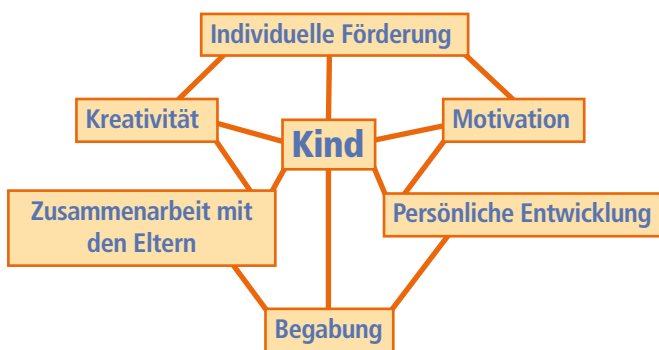 Individuelle Förderung
Kreativität
Kind
Motivation
Zusammenarbeit mit
den Eltern
Persönliche Entwicklung
Begabung